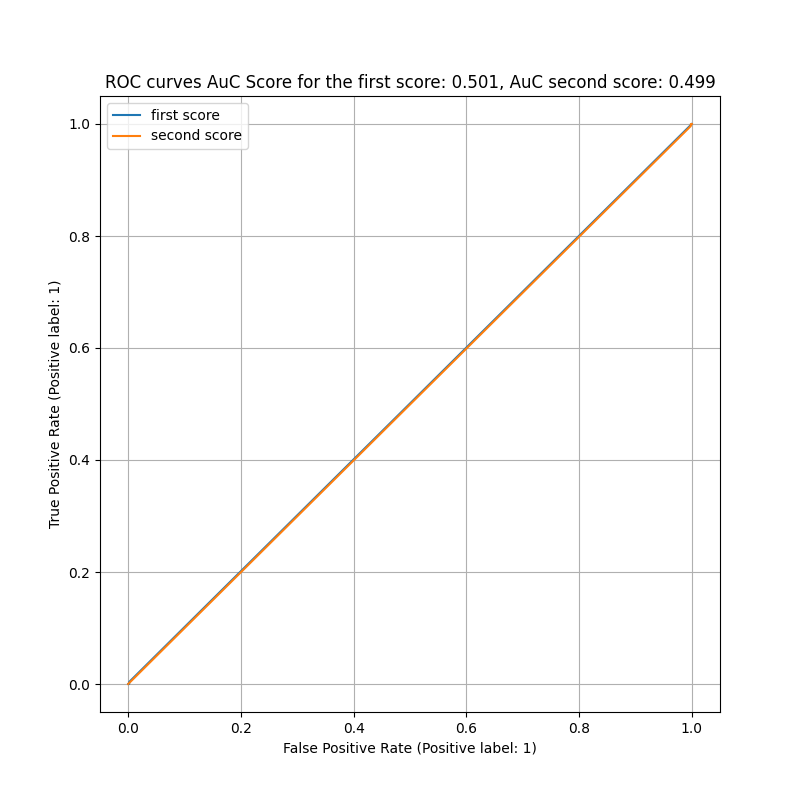 ROC curves AuC Score for the first score: 0.501, AuC second score: 0.499
first score
second score
1.0
0.8
0.6
0.4
0.2
0.0
True Positive Rate (Positive label: 1)
0.0 0.2 0.4 0.6 0.8 1.0
False Positive Rate (Positive label: 1)